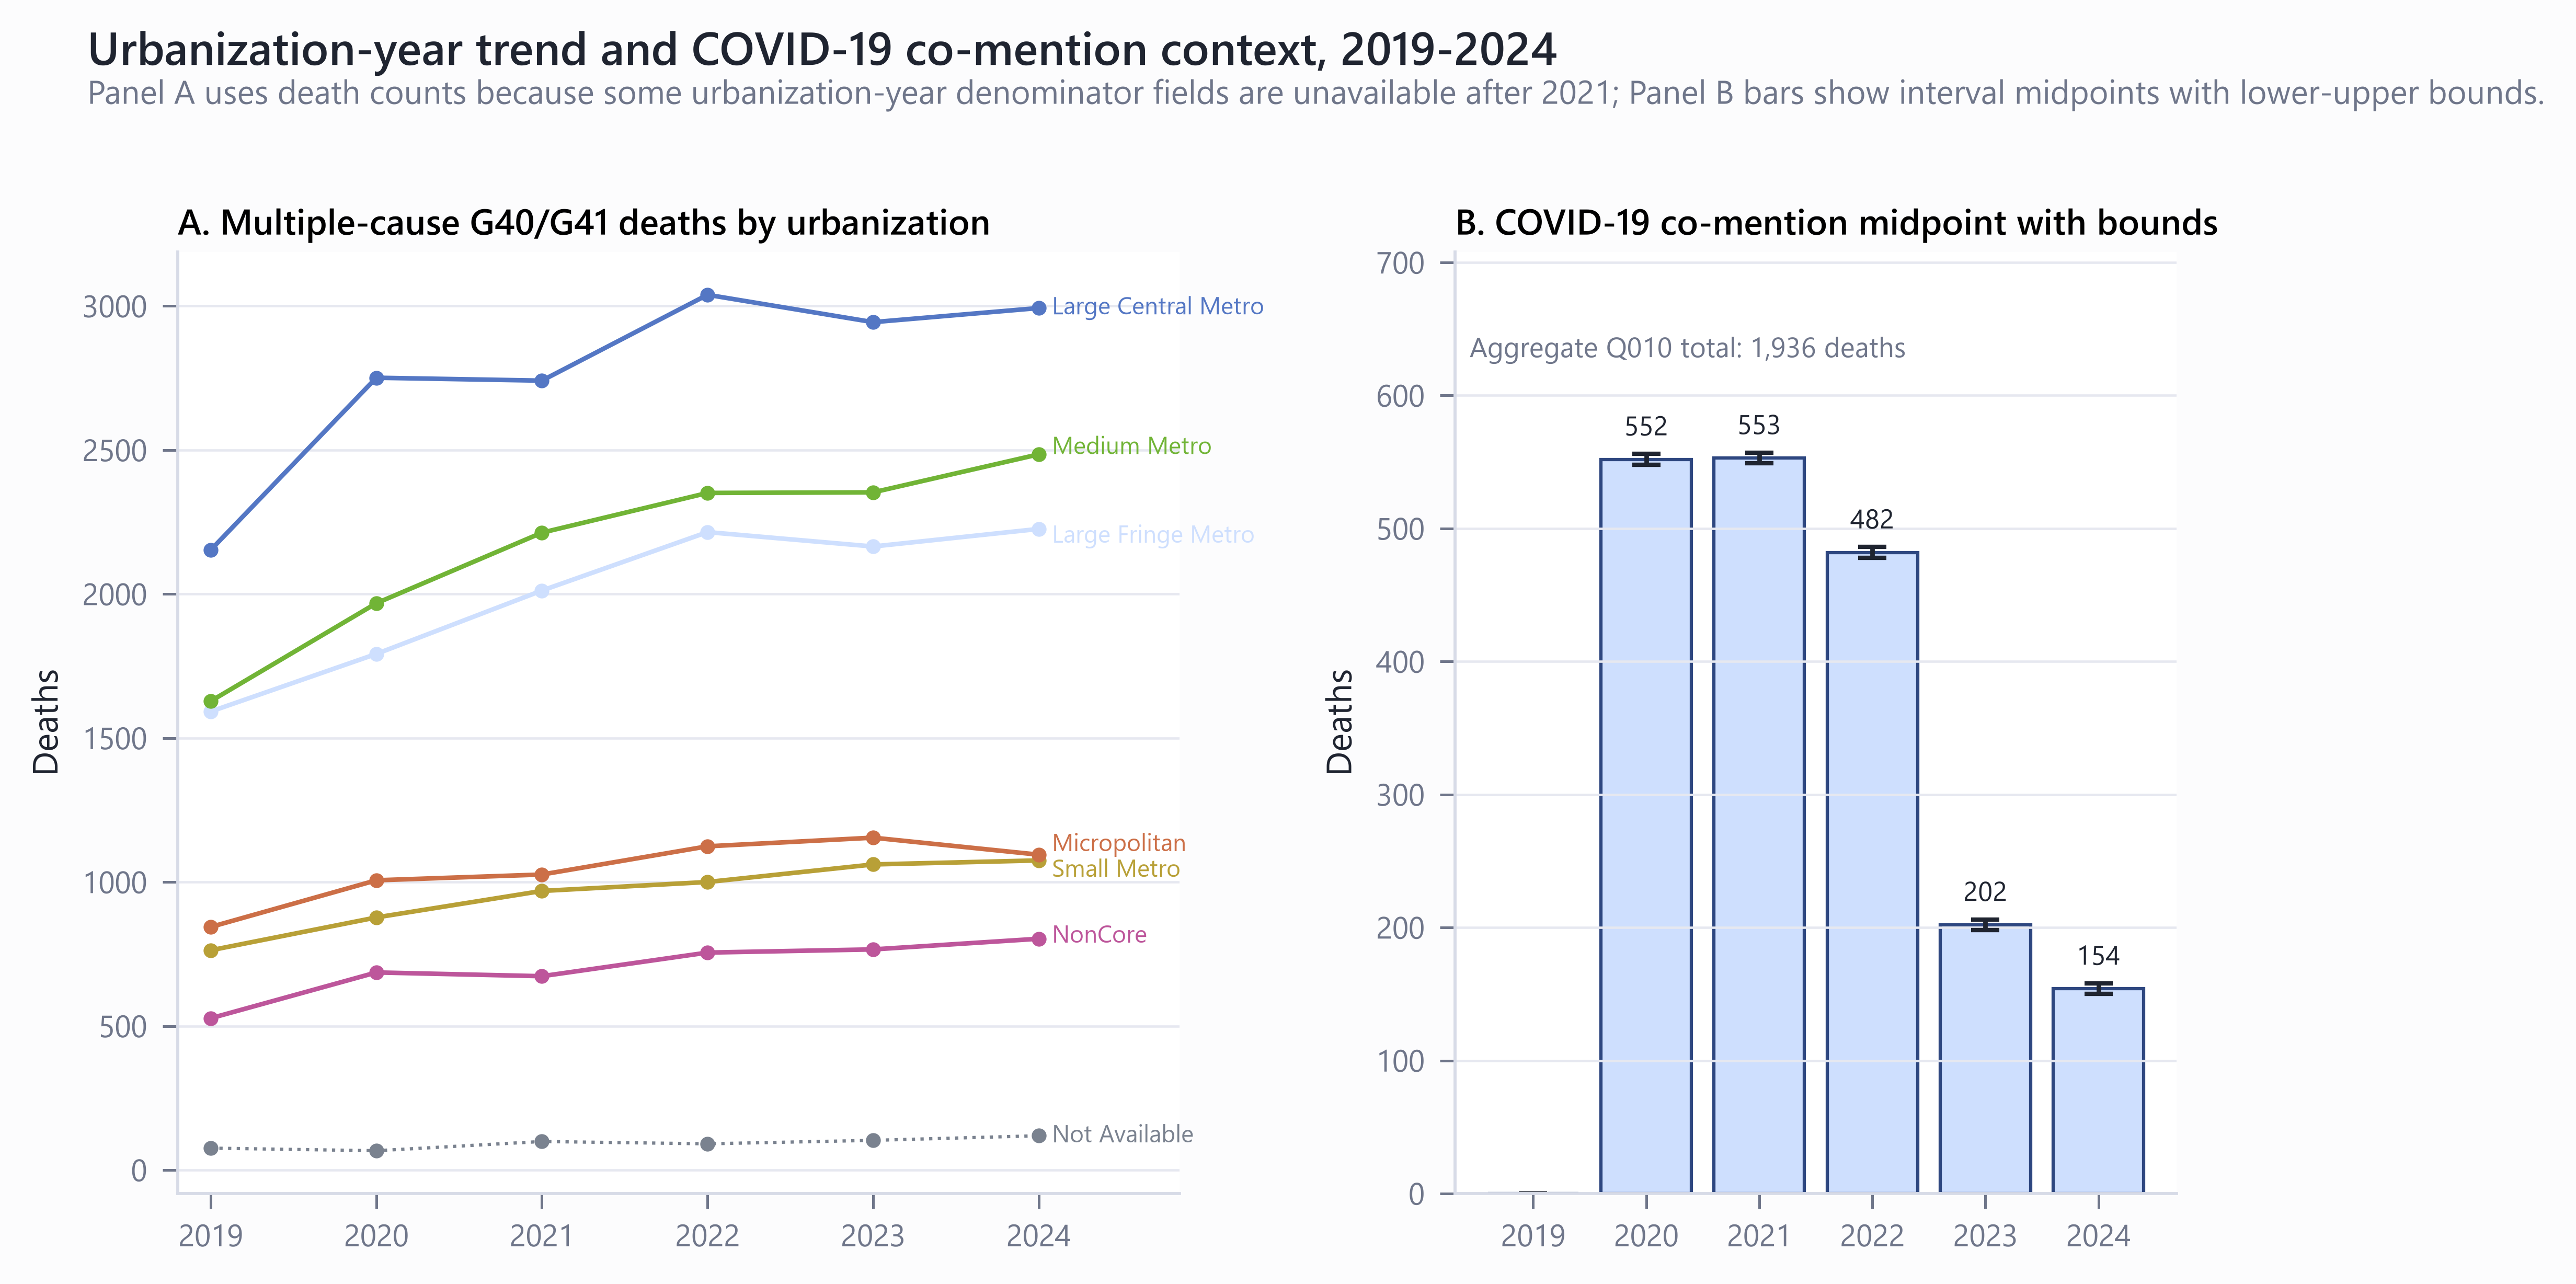 Urbanization-year trend and COVID-19 co-mention context, 2019-2024
Panel A uses death counts because some urbanization-year denominator fields are unavailable after 2021; Panel B bars show interval midpoints with lower-upper bounds.
A. Multiple-cause G40/G41 deaths by urbanization
Deaths
3000
2500
2000
1500
1000
500
0
Large Central Metro
Medium Metro
Large Fringe Metro
Micropolitan
Small Metro
NonCore
Not Available
2019
2020
2021
2022
2023
2024
B. COVID-19 co-mention midpoint with bounds
Deaths
700
600
500
400
300
200
100
0
Aggregate Q010 total: 1,936 deaths
552
553
482
202
154
2019
2020
2021
2022
2023
2024